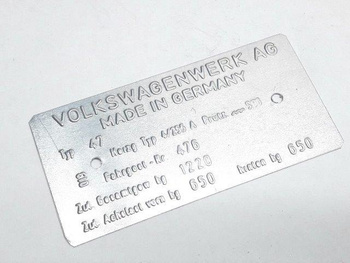 VOLKSWAGENWERK AG
MADE IN GERMANY
Typ 47
Fahrgest-Nr 476
Zul Gesamtgew kg 1220
Zul Achslast vorn kg 650 hinten kg 650